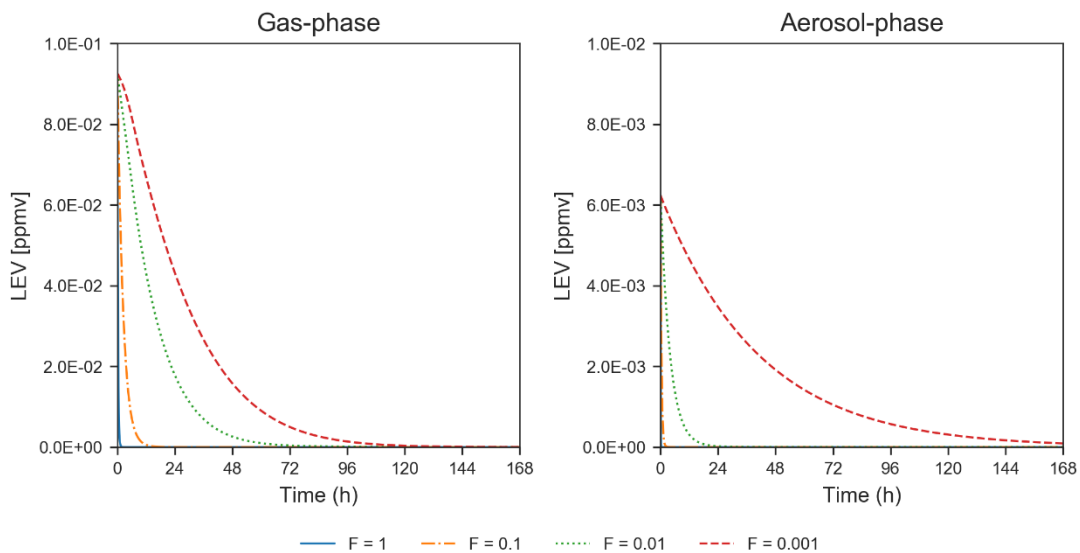 Gas-phase
LEV [ppmv]
1.0E-01
8.0E-02
6.0E-02
4.0E-02
2.0E-02
0.0E+00
0 24 48 72 96 120 144 168
Time (h)
Aerosol-phase
LEV [ppmv]
1.0E-02
8.0E-03
6.0E-03
4.0E-03
2.0E-03
0.0E+00
0 24 48 72 96 120 144 168
Time (h)
F = 1 F = 0.1 F = 0.01 F = 0.001